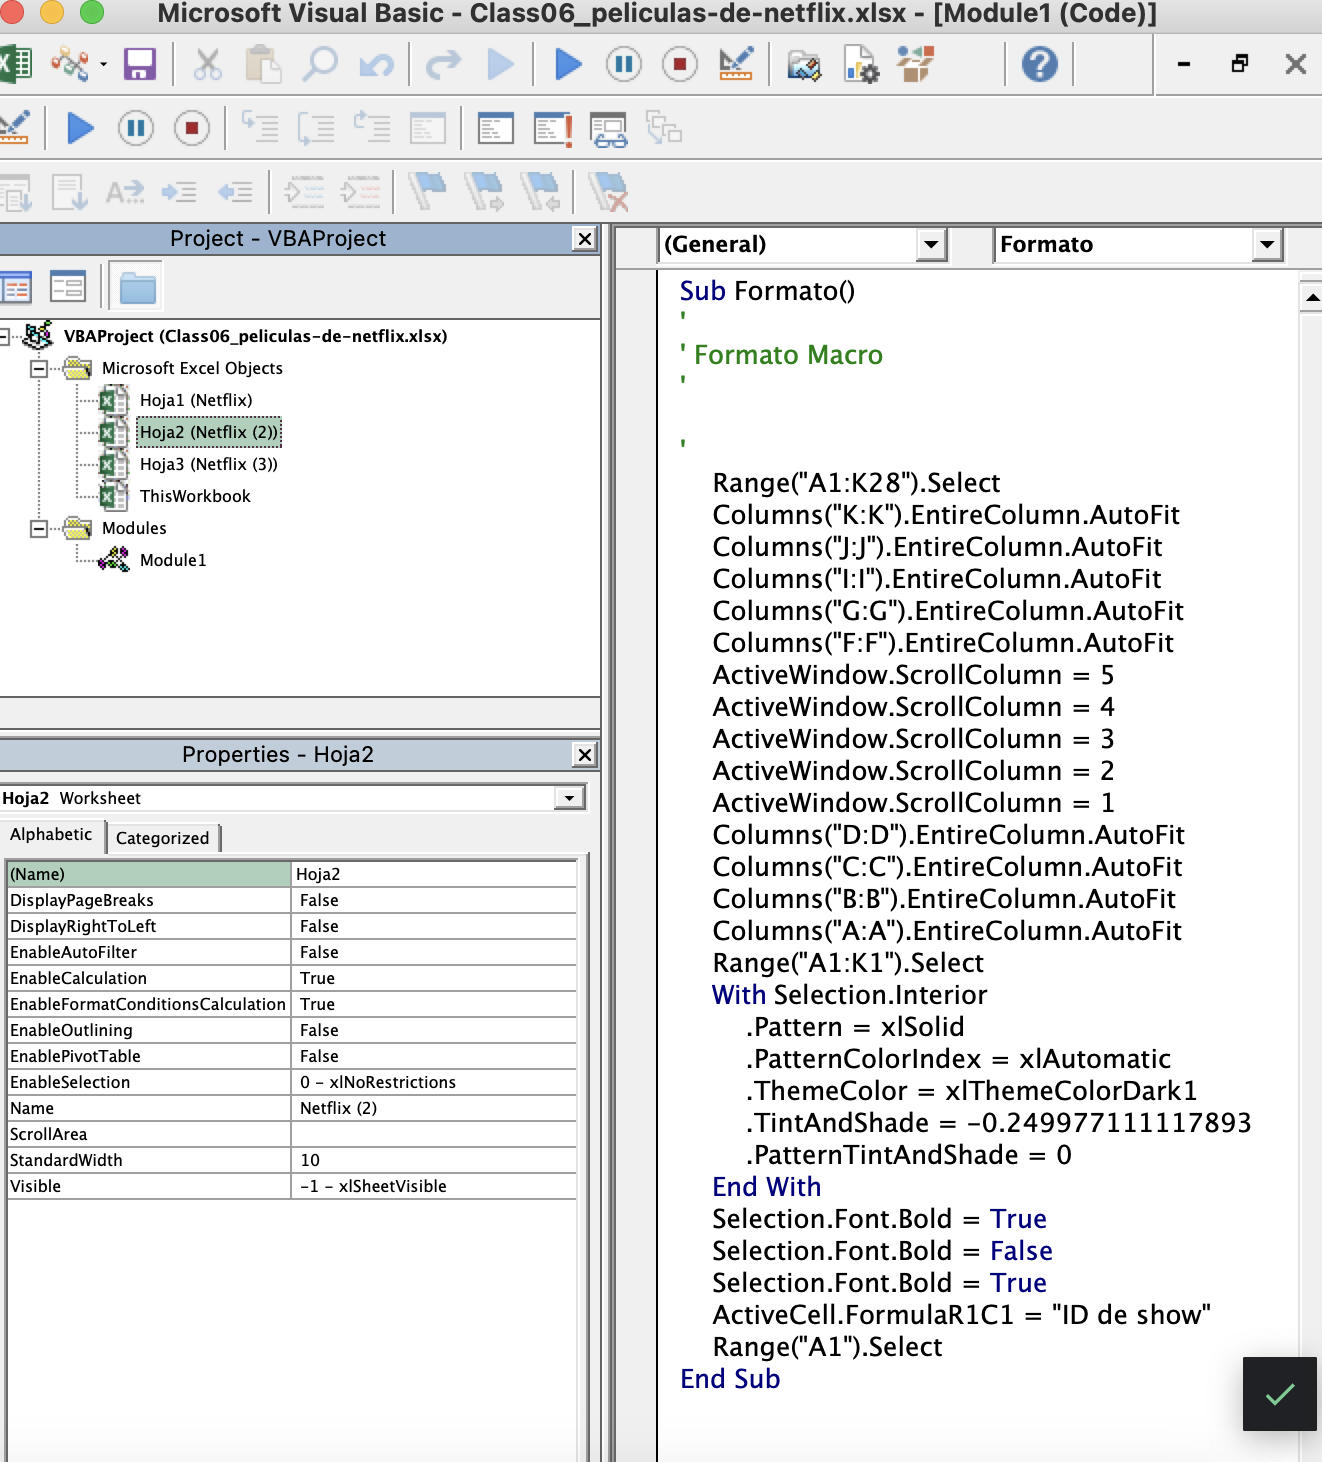 Microsoft Visual Basic - Class06_peliculas-de-netflix.xlsx - [Module1 (Code)]
Project - VBAProject
VBAProject (Class06_peliculas-de-netflix.xlsx)
Microsoft Excel Objects
Hoja1 (Netflix)
Hoja2 (Netflix (2))
Hoja3 (Netflix (3))
ThisWorkbook
Modules
Module1
Properties - Hoja2
Hoja2 Worksheet
Alphabetic Categorized
(Name) Hoja2
DisplayPageBreaks False
DisplayRightToLeft False
EnableAutoFilter False
EnableCalculation True
EnableFormatConditionsCalculation True
EnableOutlining False
EnablePivotTable False
EnableSelection 0 - xlNoRestrictions
Name Netflix (2)
ScrollArea
StandardWidth 10
Visible -1 - xlSheetVisible
(General) Formato
Sub Formato()
'
' Formato Macro
'
'
Range("A1:K28").Select
Columns("K:K").EntireColumn.AutoFit
Columns("J:J").EntireColumn.AutoFit
Columns("I:I").EntireColumn.AutoFit
Columns("G:G").EntireColumn.AutoFit
Columns("F:F").EntireColumn.AutoFit
ActiveWindow.ScrollColumn = 5
ActiveWindow.ScrollColumn = 4
ActiveWindow.ScrollColumn = 3
ActiveWindow.ScrollColumn = 2
ActiveWindow.ScrollColumn = 1
Columns("D:D").EntireColumn.AutoFit
Columns("C:C").EntireColumn.AutoFit
Columns("B:B").EntireColumn.AutoFit
Columns("A:A").EntireColumn.AutoFit
Range("A1:K1").Select
With Selection.Interior
.Pattern = xlSolid
.PatternColorIndex = xlAutomatic
.ThemeColor = xlThemeColorDark1
.TintAndShade = -0.249977111117893
.PatternTintAndShade = 0
End With
Selection.Font.Bold = True
Selection.Font.Bold = False
Selection.Font.Bold = True
ActiveCell.FormulaR1C1 = "ID de show"
Range("A1").Select
End Sub